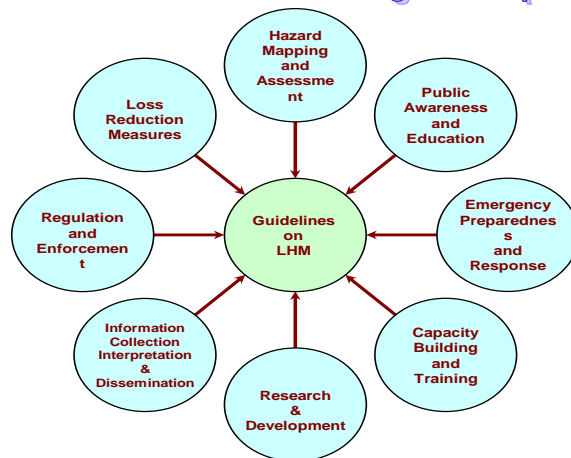 Hazard
Mapping
and
Assessme
nt
Public
Awareness
and
Education
Emergency
Preparednes
s
and
Response
Capacity
Building
and
Training
Research
&
Development
Information
Collection
Interpretation
&
Dissemination
Regulation
and
Enforcemen
t
Loss
Reduction
Measures
Guidelines
on
LHM